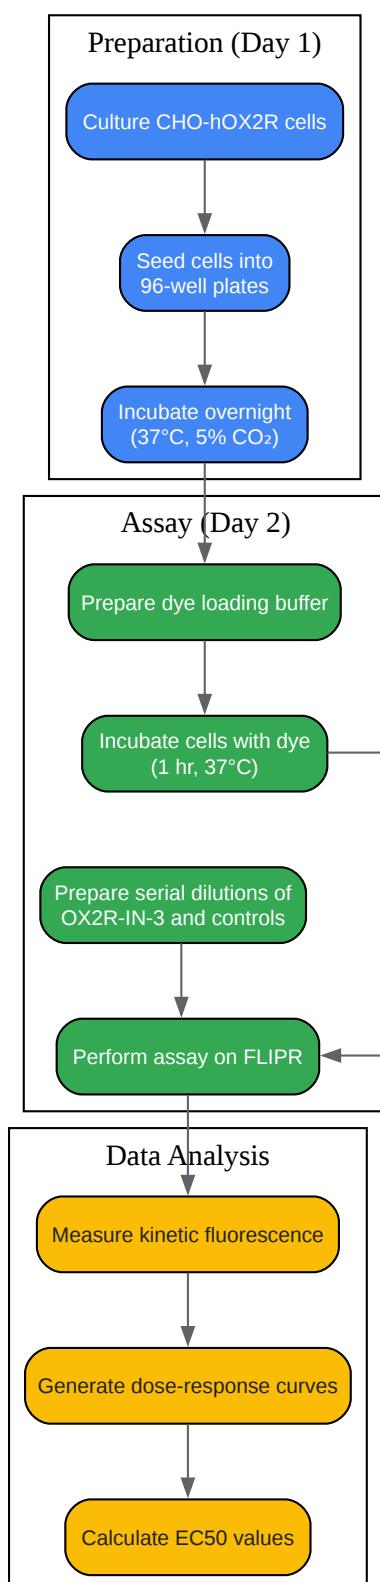 Preparation (Day 1)
Culture CHO-hOX2R cells
Seed cells into
96-well plates
Incubate overnight
(37°C, 5% CO₂)
Assay (Day 2)
Prepare dye loading buffer
Incubate cells with dye
(1 hr, 37°C)
Prepare serial dilutions of
OX2R-IN-3 and controls
Perform assay on FLIPR
Data Analysis
Measure kinetic fluorescence
Generate dose-response curves
Calculate EC50 values